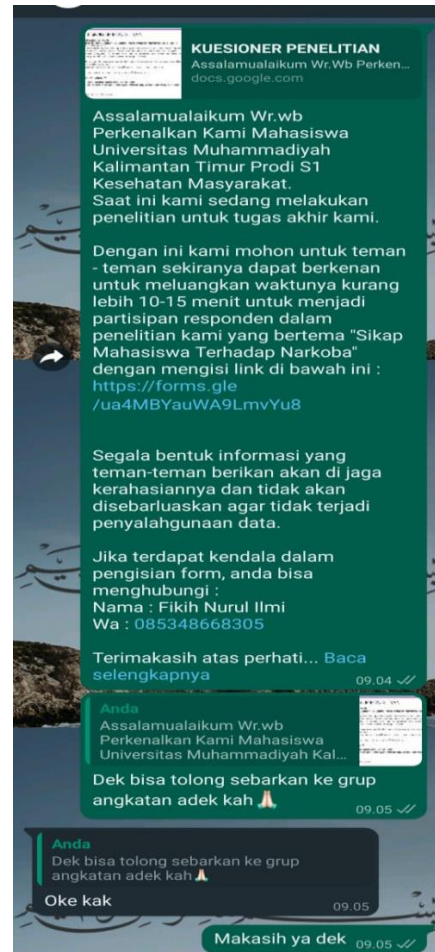 KUESIONER PENELITIAN
Assalamualaikum Wr.Wb Perken...
docs.google.com
Assalamualaikum Wr.wb
Perkenalkan Kami Mahasiswa
Universitas Muhammadiyah
Kalimantan Timur Prodi S1
Kesehatan Masyarakat.
Saat ini kami sedang melakukan
penelitian untuk tugas akhir kami.
Dengan ini kami mohon untuk teman
- teman sekiranya dapat berkenan
untuk meluangkan waktunya kurang
lebih 10-15 menit untuk menjadi
partisipan responden dalam
penelitian kami yang bertema "Sikap
Mahasiswa Terhadap Narkoba"
dengan mengisi link di bawah ini :
https://forms.gle
/ua4MBYauWA9LmvYu8
Segala bentuk informasi yang
teman-teman berikan akan di jaga
kerahasiannya dan tidak akan
disebarluaskan agar tidak terjadi
penyalahgunaan data.
Jika terdapat kendala dalam
pengisian form, anda bisa
menghubungi :
Nama : Fikih Nurul Ilmi
Wa : 085348668305
Terimakasih atas perhati... Baca
selengkapnya
09.04
Anda
Assalamualaikum Wr.wb
Perkenalkan Kami Mahasiswa
Universitas Muhammadiyah Kal...
Dek bisa tolong sebarkan ke grup
angkatan adek kah🙏🏻
09.05
Anda
Dek bisa tolong sebarkan ke grup
angkatan adek kah🙏🏻
Oke kak
09.05
Makasih ya dek 09.05